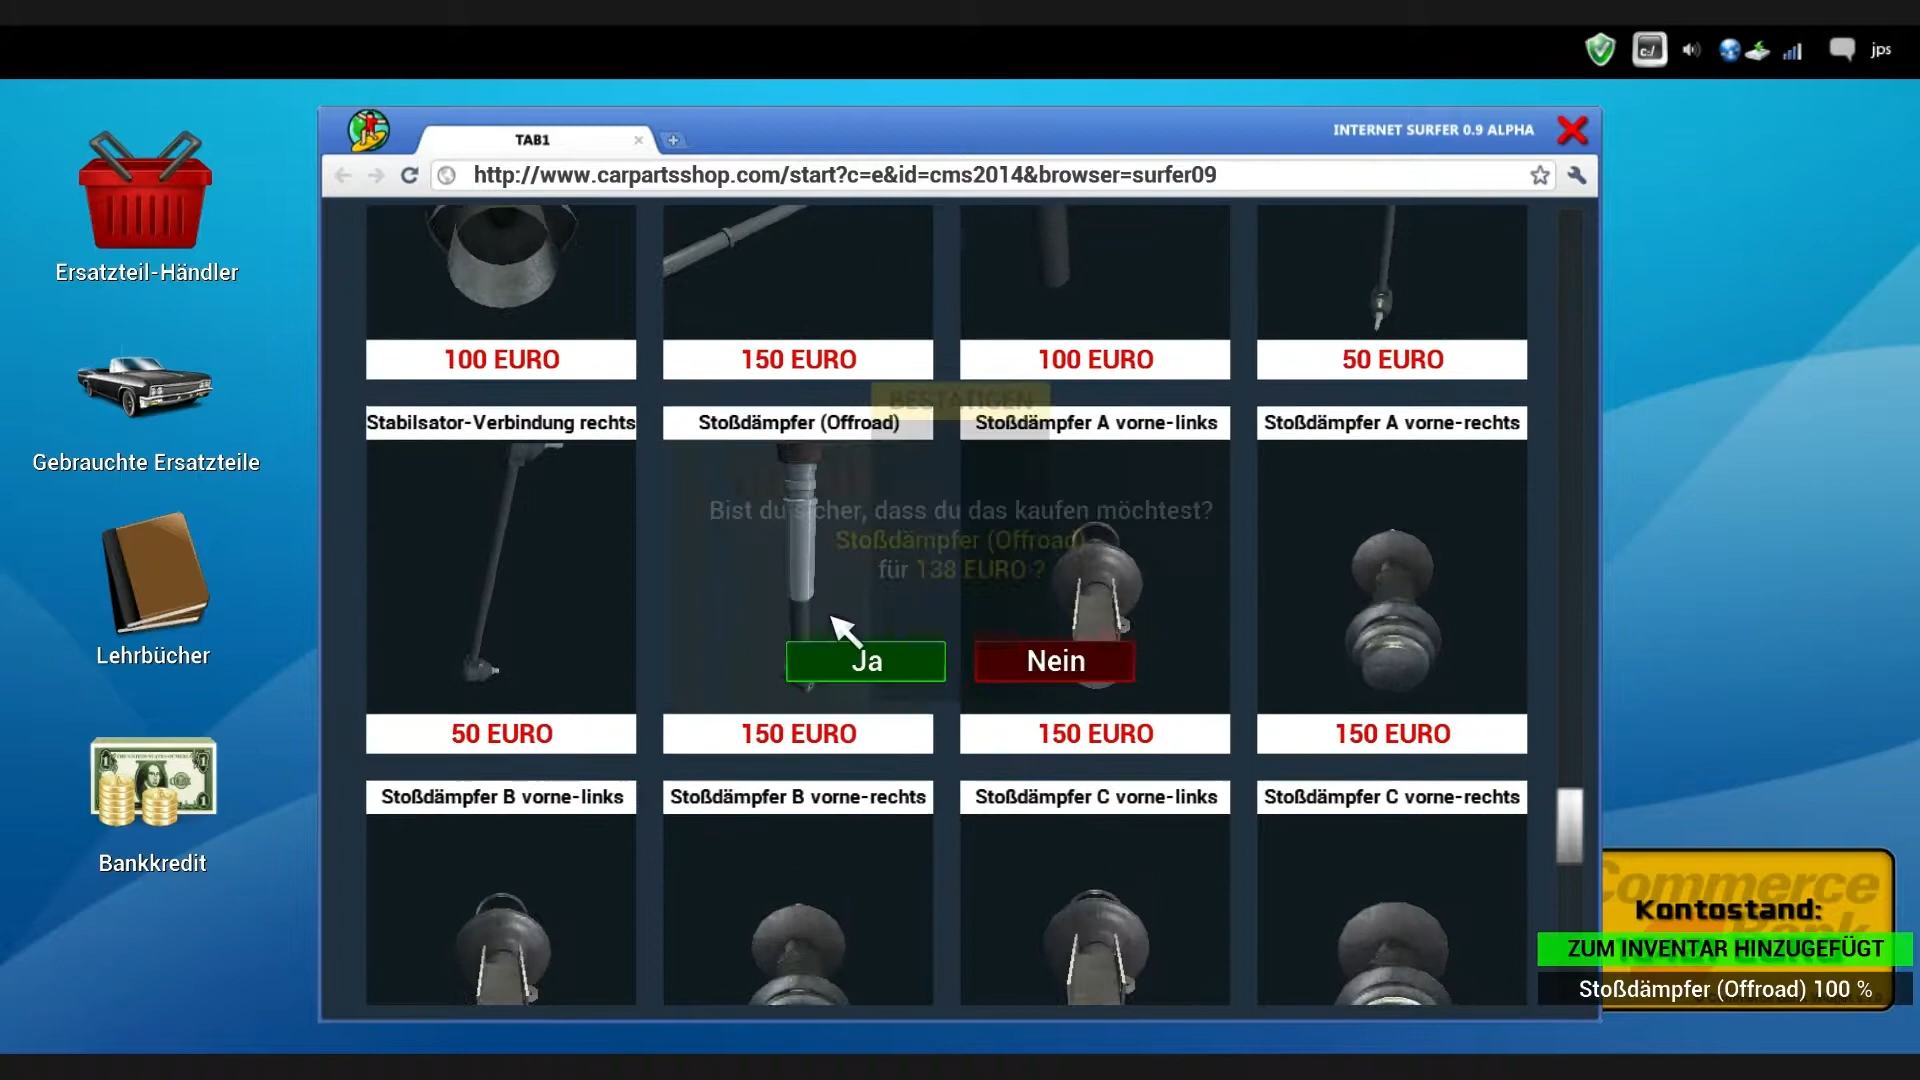 jps
TAB1
INTERNET SURFER 0.9 ALPHA
http://www.carpartsshop.com/start?c=e&id=cms2014&browser=surfer09
Ersatzteil-Händler
Gebrauchte Ersatzteile
Lehrbücher
Bankkredit
100 EURO
150 EURO
100 EURO
50 EURO
BESTÄTIGEN
Stabilsator-Verbindung rechts
Stoßdämpfer (Offroad)
Stoßdämpfer A vorne-links
Stoßdämpfer A vorne-rechts
Bist du sicher, dass du das kaufen möchtest?
Stoßdämpfer (Offroad)
für 138 EURO ?
Ja
Nein
50 EURO
150 EURO
150 EURO
150 EURO
Stoßdämpfer B vorne-links
Stoßdämpfer B vorne-rechts
Stoßdämpfer C vorne-links
Stoßdämpfer C vorne-rechts
Commerce
Kontostand:
ZUM INVENTAR HINZUGEFÜGT
Stoßdämpfer (Offroad) 100 %